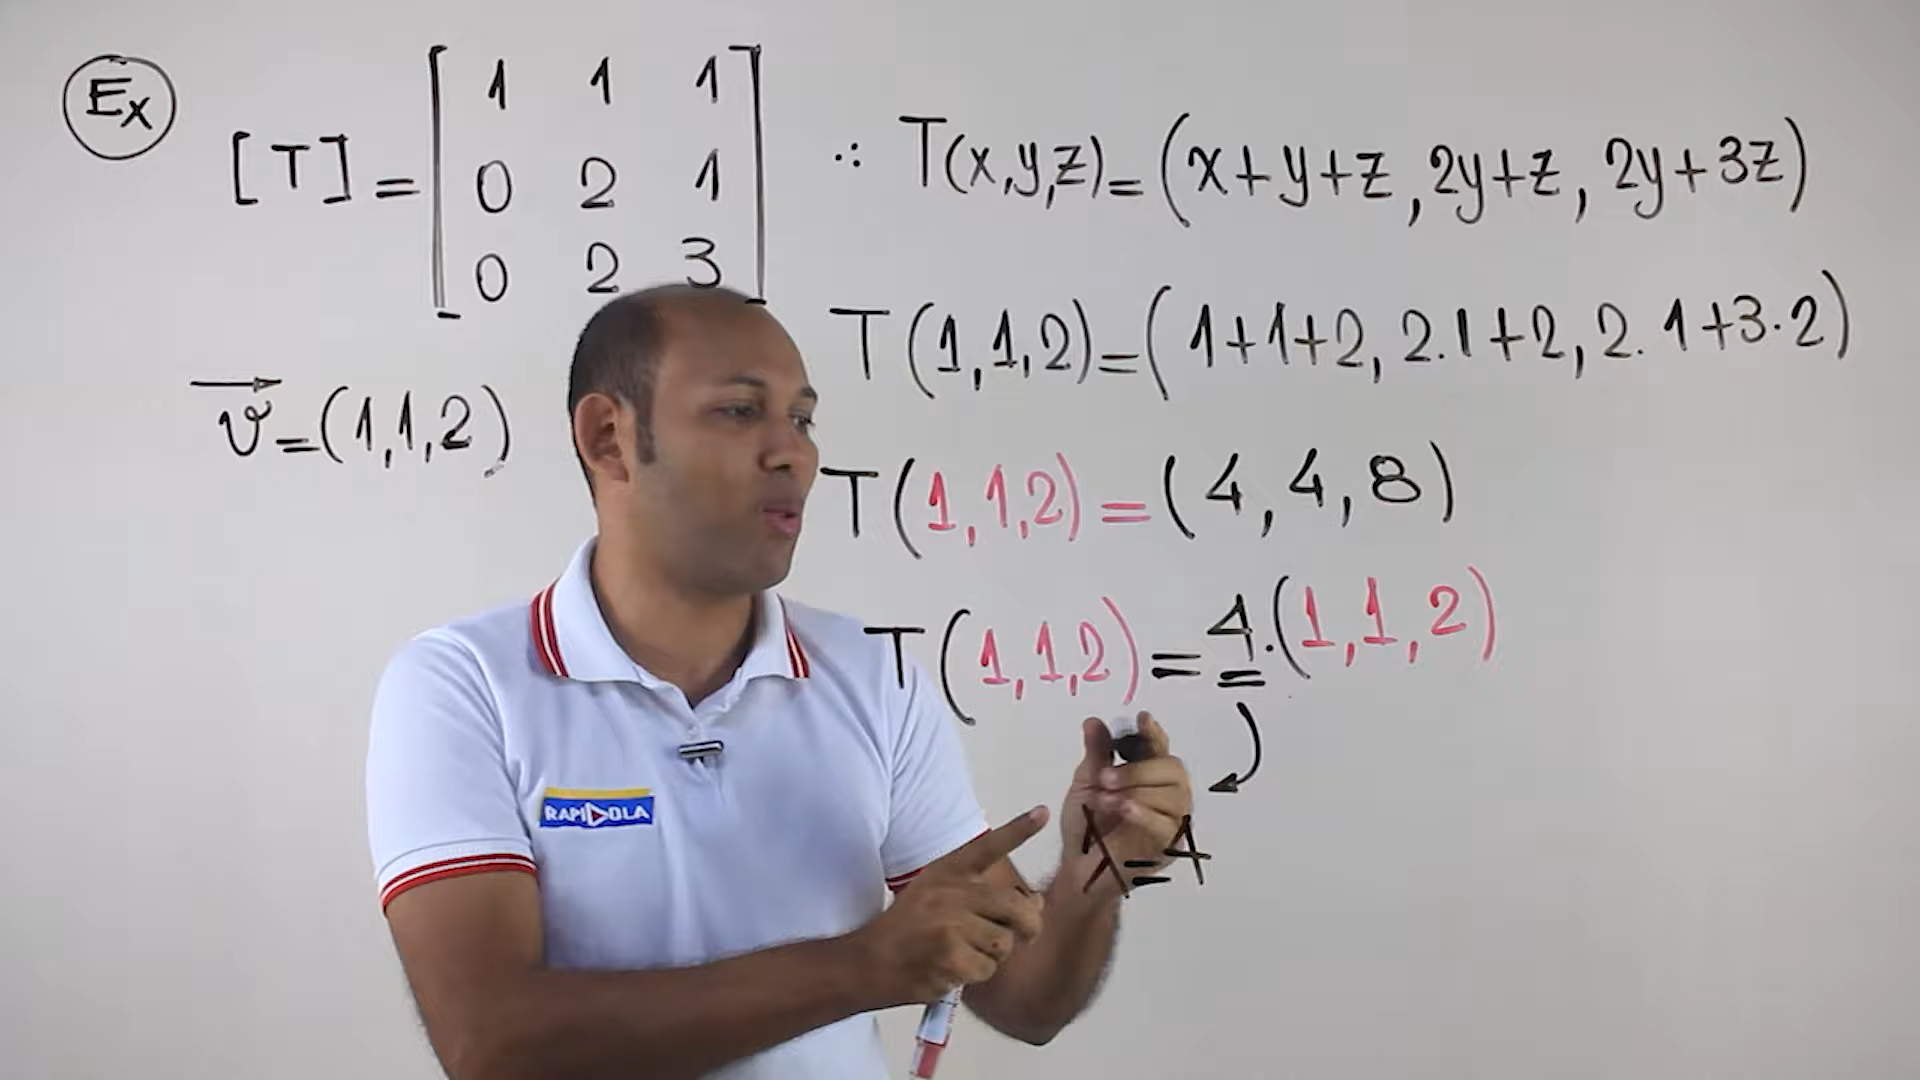 Ex
[T] = [1 1 1
0 2 1
0 2 3]
∴ T(x,y,z) = (x+y+z, 2y+z, 2y+3z)
T(1,1,2) = (1+1+2, 2.1+2, 2.1+3.2)
v = (1,1,2)
T(1,1,2) = (4,4,8)
T(1,1,2) = 4.(1,1,2)
λ = 4
RAPIDOLA